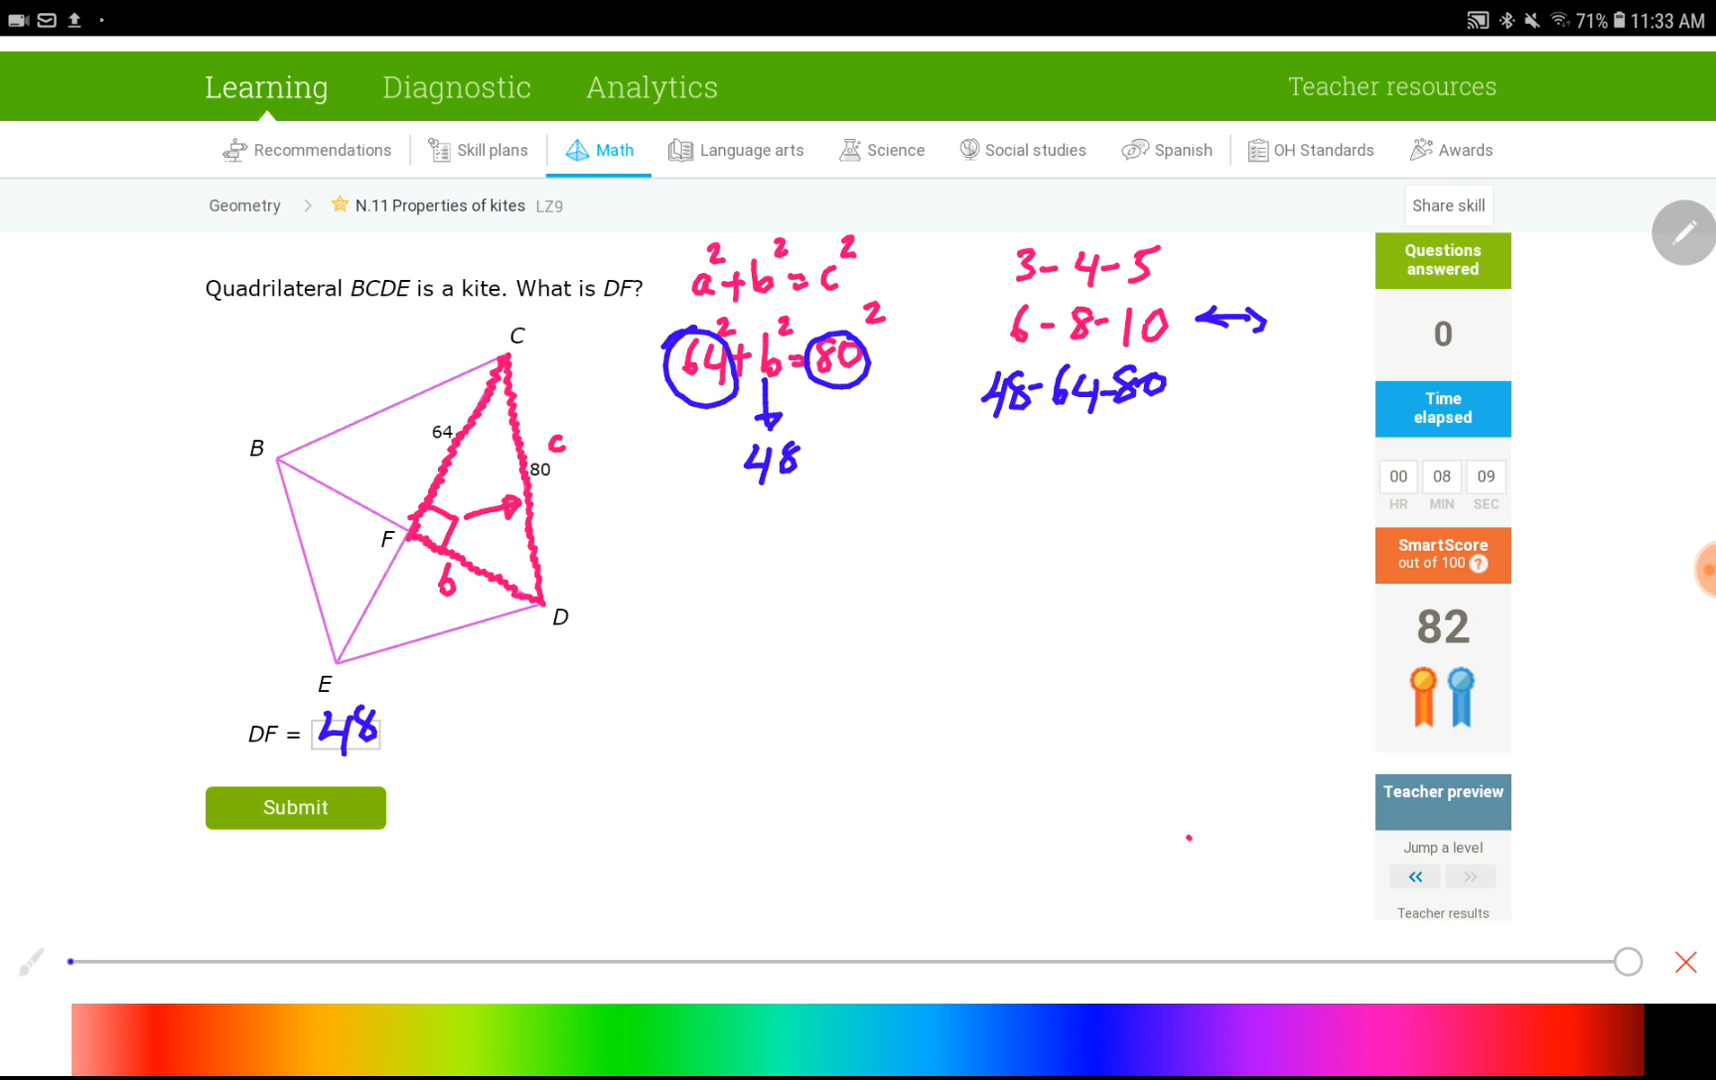 71% 11:33 AM
Learning Diagnostic Analytics Teacher resources
Recommendations Skill plans Math Language arts Science Social studies Spanish OH Standards Awards
Geometry > N.11 Properties of kites LZ9
Share skill
Quadrilateral BCDE is a kite. What is DF?
a² + b² = c²
64² + b² = 80²
48
3-4-5
6-8-10 ↔
48-64-80
C
64
B
c
80
F
b
D
E
DF = 48
Submit
Questions
answered
0
Time
elapsed
00 08 09
HR MIN SEC
SmartScore
out of 100 ?
82
Teacher preview
Jump a level
« »
Teacher results